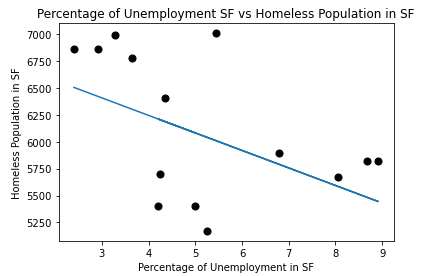 Percentage of Unemployment SF vs Homeless Population in SF
Homeless Population in SF
7000
6750
6500
6250
6000
5750
5500
5250
3 4 5 6 7 8 9
Percentage of Unemployment in SF